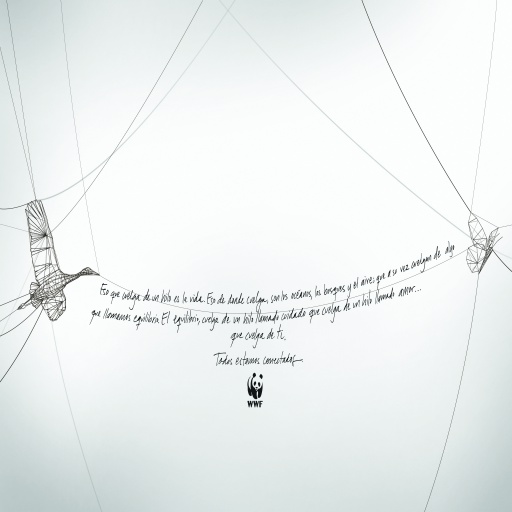 Eso que cuelga de un hilo es la vida. Eso de donde cuelga, son los océanos, los bosques y el aire; que a su vez cuelgan de algo
que llamamos equilibrio. El equilibrio, cuelga de un hilo llamado cuidado que cuelga de un hilo llamado amor...
que cuelga de ti.
Todos estamos conectados
WWF